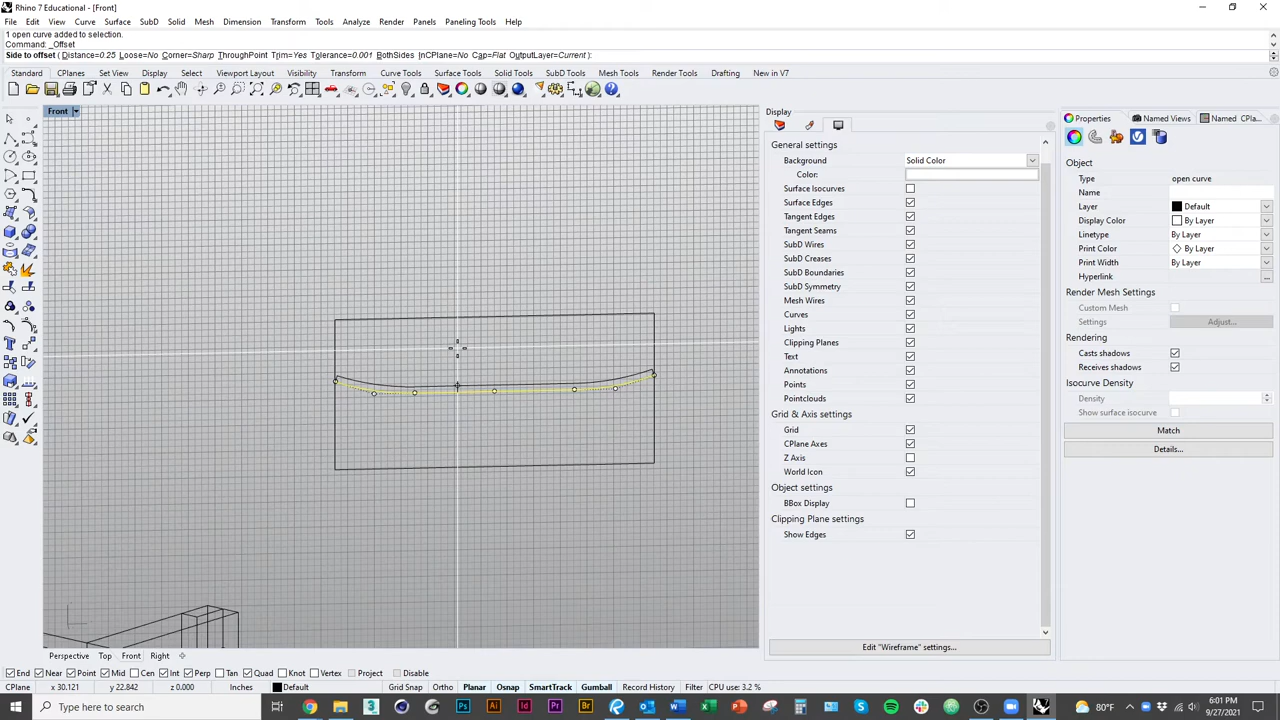 Rhino 7 Educational - [Front]
File Edit View Curve Surface SubD Solid Mesh Dimension Transform Tools Analyze Render Panels Paneling Tools Help
1 open curve added to selection.
Command: _Offset
Side to offset ( Distance=0.25 Loose=No Corner=Sharp ThroughPoint Trim=Yes Tolerance=0.001 BothSides InCPlane=No Cap=Flat OutputLayer=Current ):
Standard CPlanes Set View Display Select Viewport Layout Visibility Transform Curve Tools Surface Tools Solid Tools SubD Tools Mesh Tools Render Tools Drafting New in V7
Front
Display
General settings
Background Solid Color
Color:
Surface Isocurves
Surface Edges
Tangent Edges
Tangent Seams
SubD Wires
SubD Creases
SubD Boundaries
SubD Symmetry
Mesh Wires
Curves
Lights
Clipping Planes
Text
Annotations
Points
Pointclouds
Grid & Axis settings
Grid
CPlane Axes
Z Axis
World Icon
Object settings
BBox Display
Clipping Plane settings
Show Edges
Edit "Wireframe" settings...
Properties Named Views Named CPla...
Object
Type open curve
Name
Layer Default
Display Color By Layer
Linetype By Layer
Print Color By Layer
Print Width By Layer
Hyperlink ...
Render Mesh Settings
Custom Mesh
Settings Adjust...
Rendering
Casts shadows
Receives shadows
Isocurve Density
Density
Show surface isocurve
Match
Details...
Perspective Top Front Right
End Near Point Mid Cen Int Perp Tan Quad Knot Vertex Project Disable
CPlane x 30.121 y 22.842 z 0.000 Inches Default Grid Snap Ortho Planar Osnap SmartTrack Gumball Record History Filter CPU use: 3.2 %
Type here to search
80°F
6:01 PM
9/27/2021